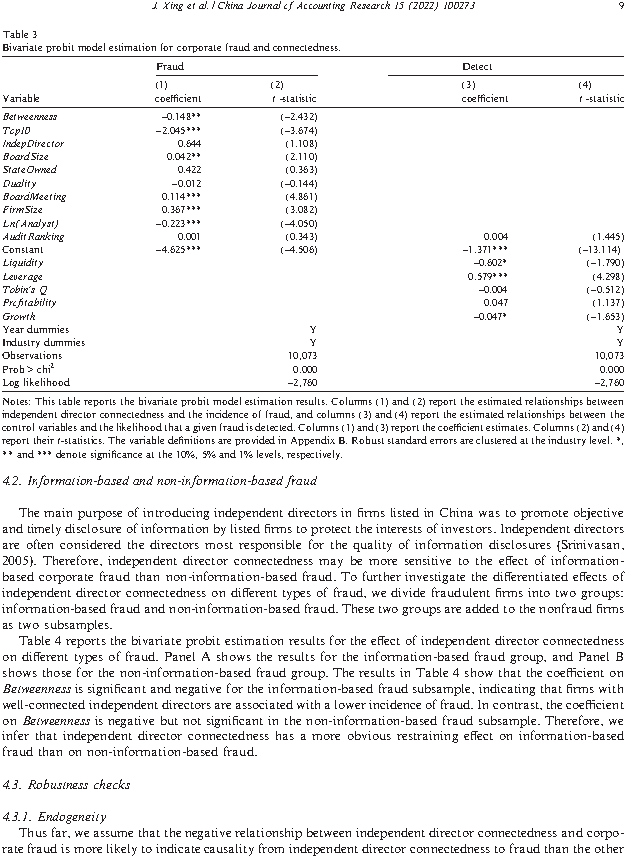 J. Xing et al. / China Journal of Accounting Research 15 (2022) 100273 9
Table 3
Bivariate probit model estimation for corporate fraud and connectedness.
Fraud Detect
(1) (2) (3) (4)
Variable coefficient t -statistic coefficient t -statistic
Betweenness −0.148** (−2.432)
Top10 −2.045*** (−3.674)
IndepDirector 0.644 (1.108)
BoardSize 0.042** (2.110)
StateOwned 0.422 (0.363)
Duality −0.012 (−0.144)
BoardMeeting 0.114*** (4.861)
FirmSize 0.367*** (3.082)
Ln(Analyst) −0.223*** (−4.050)
AuditRanking 0.001 (0.343) 0.004 (1.445)
Constant −4.625*** (−4.506) −1.371*** (−13.114)
Liquidity −0.602* (−1.790)
Leverage 0.579*** (4.298)
Tobin's Q −0.004 (−0.512)
Profitability 0.047 (1.137)
Growth −0.047* (−1.653)
Year dummies Y Y
Industry dummies Y Y
Observations 10,073 10,073
Prob > chi² 0.000 0.000
Log likelihood −2,760 −2,760
Notes: This table reports the bivariate probit model estimation results. Columns (1) and (2) report the estimated relationships between
independent director connectedness and the incidence of fraud, and columns (3) and (4) report the estimated relationships between the
control variables and the likelihood that a given fraud is detected. Columns (1) and (3) report the coefficient estimates. Columns (2) and (4)
report their t-statistics. The variable definitions are provided in Appendix B. Robust standard errors are clustered at the industry level. *,
** and *** denote significance at the 10%, 5% and 1% levels, respectively.
4.2. Information-based and non-information-based fraud
The main purpose of introducing independent directors in firms listed in China was to promote objective
and timely disclosure of information by listed firms to protect the interests of investors. Independent directors
are often considered the directors most responsible for the quality of information disclosures (Srinivasan,
2005). Therefore, independent director connectedness may be more sensitive to the effect of information-
based corporate fraud than non-information-based fraud. To further investigate the differentiated effects of
independent director connectedness on different types of fraud, we divide fraudulent firms into two groups:
information-based fraud and non-information-based fraud. These two groups are added to the nonfraud firms
as two subsamples.
Table 4 reports the bivariate probit estimation results for the effect of independent director connectedness
on different types of fraud. Panel A shows the results for the information-based fraud group, and Panel B
shows those for the non-information-based fraud group. The results in Table 4 show that the coefficient on
Betweenness is significant and negative for the information-based fraud subsample, indicating that firms with
well-connected independent directors are associated with a lower incidence of fraud. In contrast, the coefficient
on Betweenness is negative but not significant in the non-information-based fraud subsample. Therefore, we
infer that independent director connectedness has a more obvious restraining effect on information-based
fraud than on non-information-based fraud.
4.3. Robustness checks
4.3.1. Endogeneity
Thus far, we assume that the negative relationship between independent director connectedness and corpo-
rate fraud is more likely to indicate causality from independent director connectedness to fraud than the other